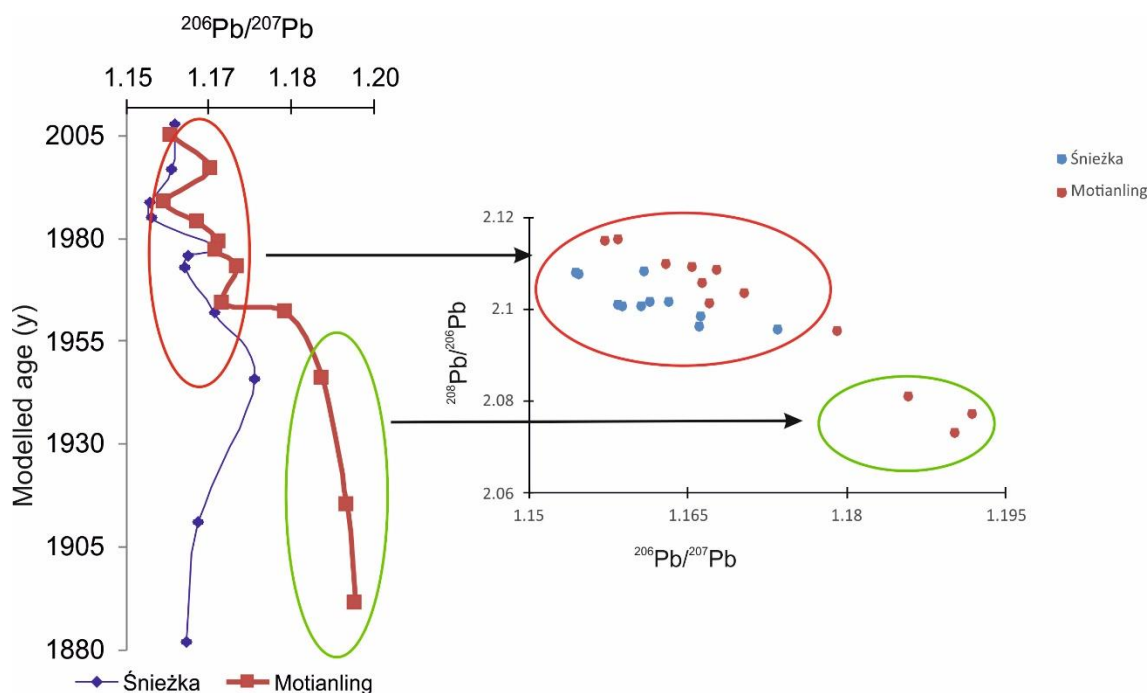 ²⁰⁶Pb/²⁰⁷Pb
1.15 1.17 1.18 1.20
2005
1980
1955
1930
1905
1880
Modelled age (y)
Śnieżka Motianling
Śnieżka
Motianling
2.12
2.1
2.08
2.06
²⁰⁸Pb/²⁰⁶Pb
1.15 1.165 1.18 1.195
²⁰⁶Pb/²⁰⁷Pb